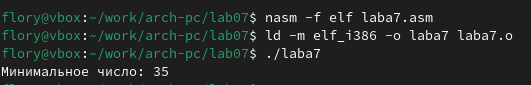 flory@vbox:~/work/arch-pc/lab07$ nasm -f elf laba7.asm
flory@vbox:~/work/arch-pc/lab07$ ld -m elf_i386 -o laba7 laba7.o
flory@vbox:~/work/arch-pc/lab07$ ./laba7
Минимальное число: 35